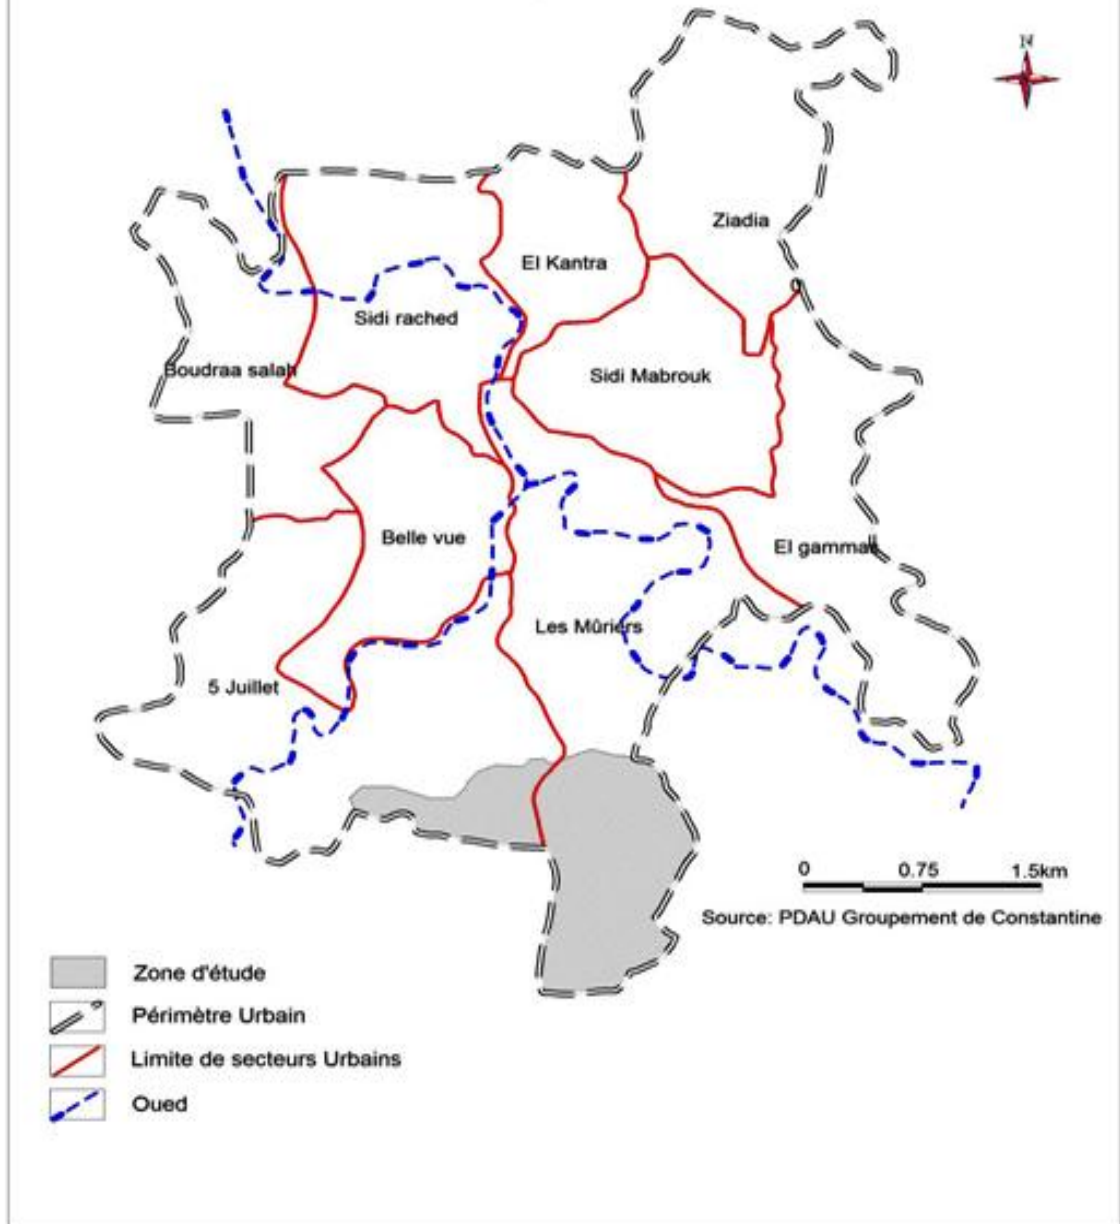 N
Ziadia
El Kantra
Sidi rached
Boudraa salah
Sidi Mabrouk
Belle vue
El gammas
Les Mûriers
5 Juillet
0 0.75 1.5km
Source: PDAU Groupement de Constantine
Zone d'étude
Périmètre Urbain
Limite de secteurs Urbains
Oued